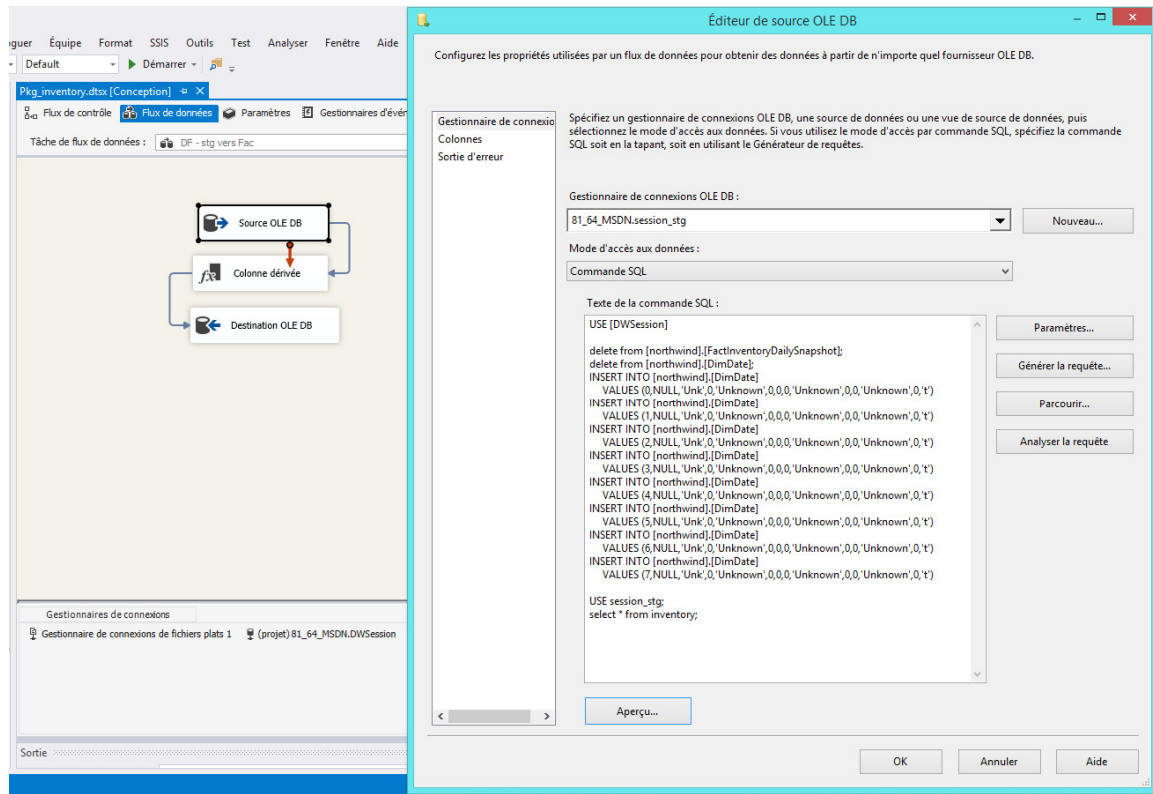 Éditeur de source OLE DB
Équipe Format SSIS Outils Test Analyser Fenêtre Aide
Default Démarrer
Pkg_inventory.dtsx [Conception]
Flux de contrôle Flux de données Paramètres Gestionnaires d'évér
Tâche de flux de données : DF - stg vers Fac
Source OLE DB
Colonne dérivée
Destination OLE DB
Gestionnaires de connexions
Gestionnaire de connexions de fichiers plats 1 (projet) 81_64_MSDN.DWSession
Sortie
Configurez les propriétés utilisées par un flux de données pour obtenir des données à partir de n'importe quel fournisseur OLE DB.
Gestionnaire de connexio
Colonnes
Sortie d'erreur
Spécifiez un gestionnaire de connexions OLE DB, une source de données ou une vue de source de données, puis
sélectionnez le mode d'accès aux données. Si vous utilisez le mode d'accès par commande SQL, spécifiez la commande
SQL soit en la tapant, soit en utilisant le Générateur de requêtes.
Gestionnaire de connexions OLE DB :
81_64_MSDN.session_stg
Nouveau...
Mode d'accès aux données :
Commande SQL
Texte de la commande SQL :
USE [DWSession]
delete from [northwind].[FactInventoryDailySnapshot];
delete from [northwind].[DimDate];
INSERT INTO [northwind].[DimDate]
VALUES (0,NULL,'Unk',0,'Unknown',0,0,0,'Unknown',0,0,'Unknown',0,'t')
INSERT INTO [northwind].[DimDate]
VALUES (1,NULL,'Unk',0,'Unknown',0,0,0,'Unknown',0,0,'Unknown',0,'t')
INSERT INTO [northwind].[DimDate]
VALUES (2,NULL,'Unk',0,'Unknown',0,0,0,'Unknown',0,0,'Unknown',0,'t')
INSERT INTO [northwind].[DimDate]
VALUES (3,NULL,'Unk',0,'Unknown',0,0,0,'Unknown',0,0,'Unknown',0,'t')
INSERT INTO [northwind].[DimDate]
VALUES (4,NULL,'Unk',0,'Unknown',0,0,0,'Unknown',0,0,'Unknown',0,'t')
INSERT INTO [northwind].[DimDate]
VALUES (5,NULL,'Unk',0,'Unknown',0,0,0,'Unknown',0,0,'Unknown',0,'t')
INSERT INTO [northwind].[DimDate]
VALUES (6,NULL,'Unk',0,'Unknown',0,0,0,'Unknown',0,0,'Unknown',0,'t')
INSERT INTO [northwind].[DimDate]
VALUES (7,NULL,'Unk',0,'Unknown',0,0,0,'Unknown',0,0,'Unknown',0,'t')
USE session_stg;
select * from inventory;
Paramètres...
Générer la requête...
Parcourir...
Analyser la requête
Aperçu...
OK Annuler Aide